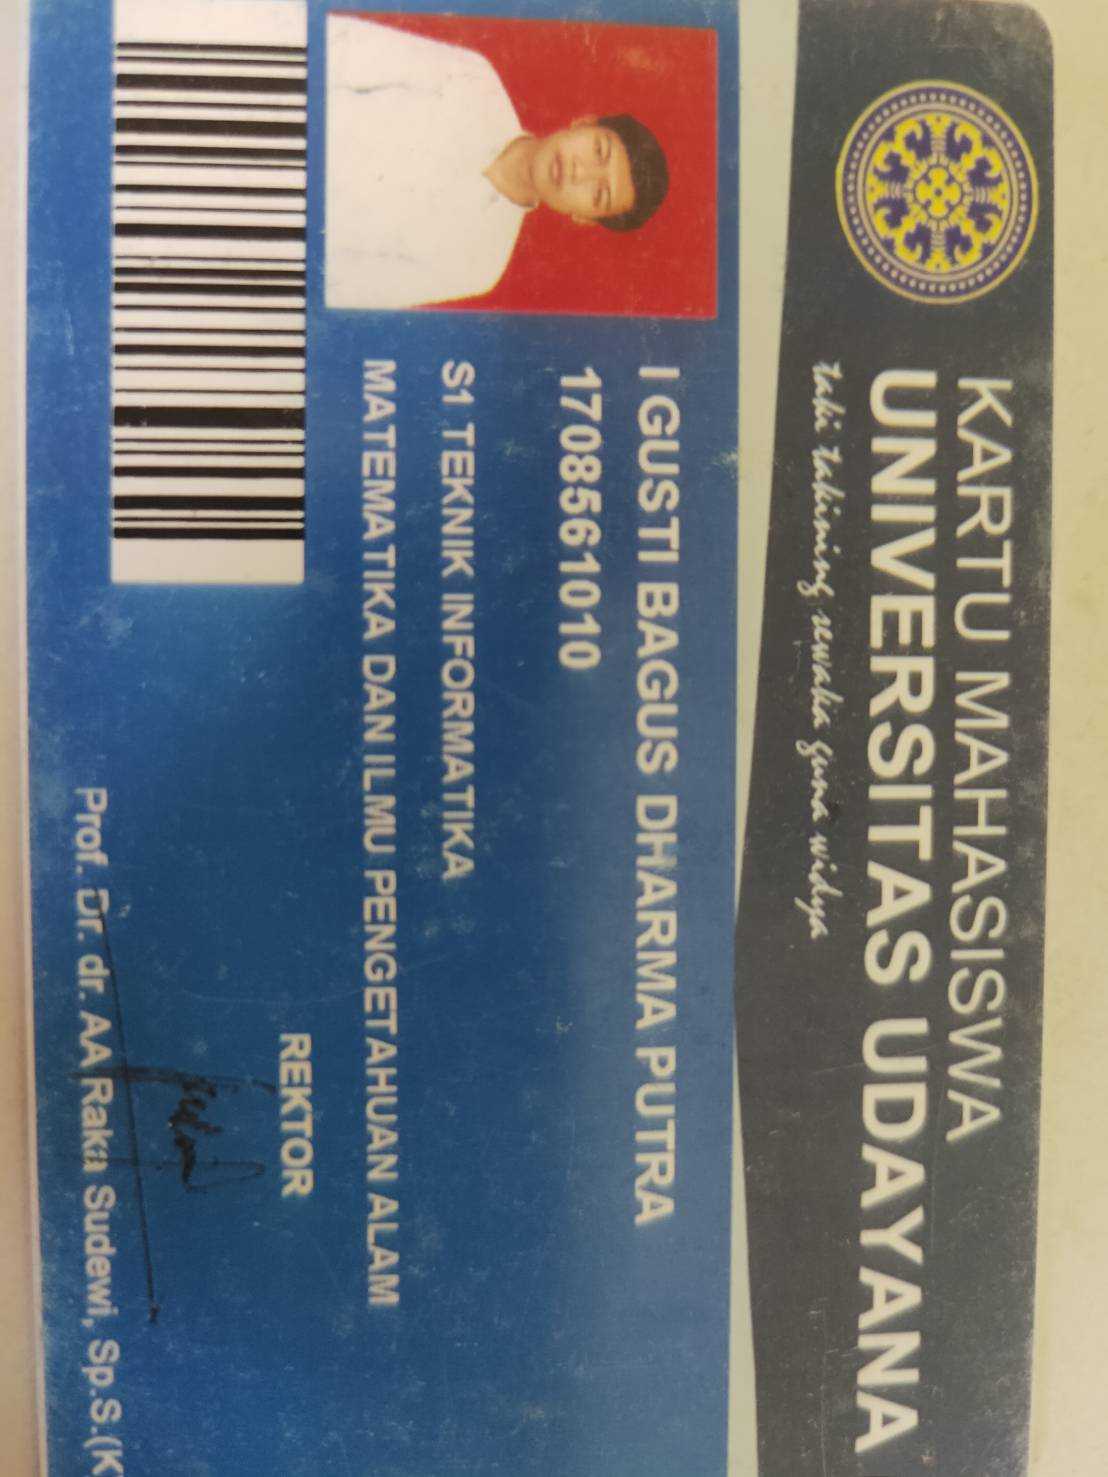 KARTU MAHASISWA
UNIVERSITAS UDAYANA
taki takining sewaka guna widya
I GUSTI BAGUS DHARMA PUTRA
1708561010
S1 TEKNIK INFORMATIKA
MATEMATIKA DAN ILMU PENGETAHUAN ALAM
REKTOR
Prof. Dr. dr. AA Raka Sudewi, Sp.S.(K)